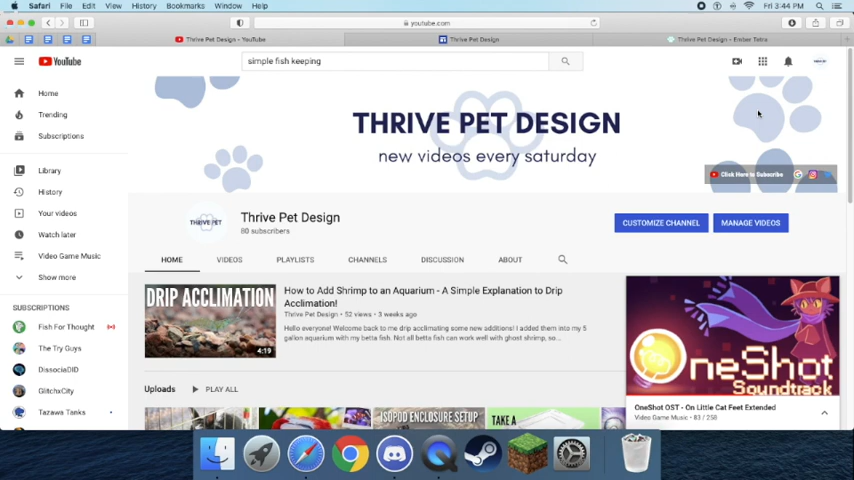 Safari File Edit View History Bookmarks Window Help
Fri 3:44 PM
youtube.com
Thrive Pet Design - YouTube
Thrive Pet Design
Thrive Pet Design - Ember Tetra
YouTube
simple fish keeping
Home
Trending
Subscriptions
Library
History
Your videos
Watch later
Video Game Music
Show more
SUBSCRIPTIONS
Fish For Thought
The Try Guys
DissociaDID
GlitchxCity
Tazawa Tanks
THRIVE PET DESIGN
new videos every saturday
Click Here to Subscribe
THRIVE PET
Thrive Pet Design
80 subscribers
CUSTOMIZE CHANNEL
MANAGE VIDEOS
HOME VIDEOS PLAYLISTS CHANNELS DISCUSSION ABOUT
DRIP ACCLIMATION
4:19
How to Add Shrimp to an Aquarium - A Simple Explanation to Drip
Acclimation!
Thrive Pet Design • 52 views • 3 weeks ago
Hello everyone! Welcome back to me drip acclimating some new additions! I added them into my 5
gallon aquarium with my betta fish. Not all betta fish can work well with ghost shrimp, so...
Uploads PLAY ALL
ISOPOD ENCLOSURE SETUP
TAKE A
OneShot
Soundtrack
OneShot OST - On Little Cat Feet Extended
Video Game Music • 83 / 258